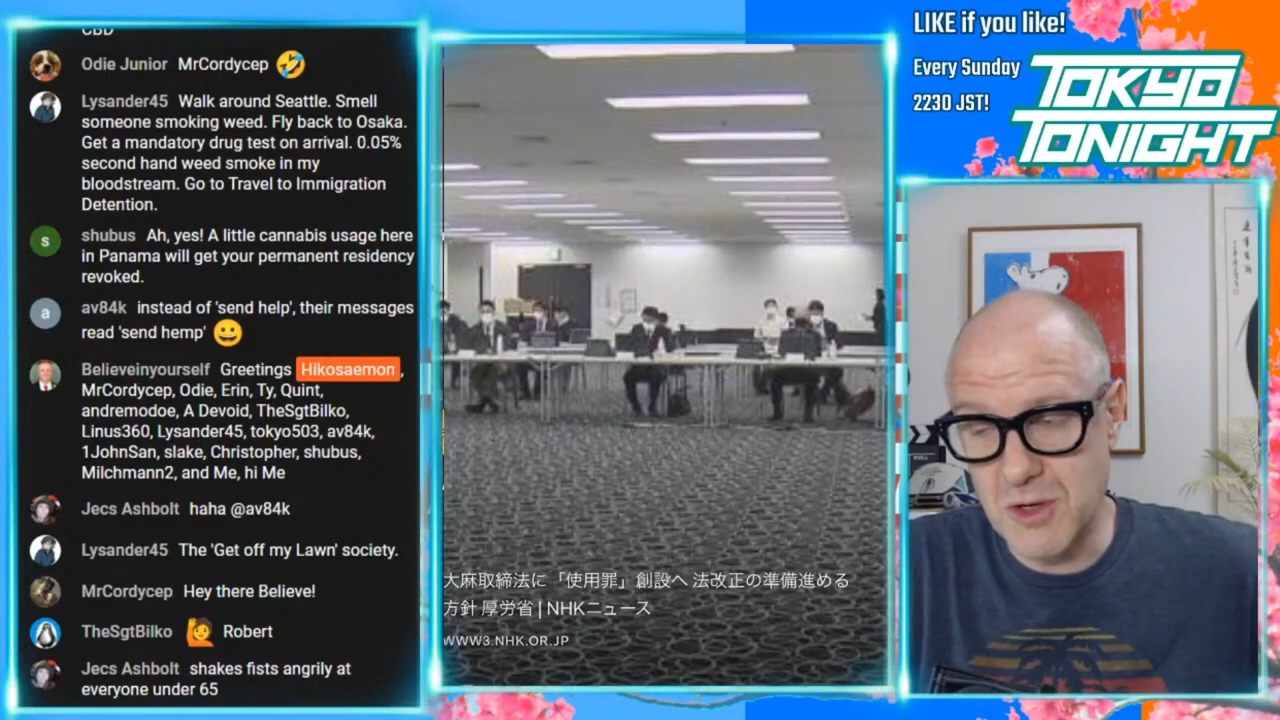 CBD
Odie Junior MrCordycep 🤣
Lysander45 Walk around Seattle. Smell
someone smoking weed. Fly back to Osaka.
Get a mandatory drug test on arrival. 0.05%
second hand weed smoke in my
bloodstream. Go to Travel to Immigration
Detention.
s
shubus Ah, yes! A little cannabis usage here
in Panama will get your permanent residency
revoked.
a
av84k instead of 'send help', their messages
read 'send hemp' 😀
Believeinyourself Greetings Hikosaemon,
MrCordycep, Odie, Erin, Ty, Quint,
andremodoe, A Devoid, TheSgtBilko,
Linus360, Lysander45, tokyo503, av84k,
1JohnSan, slake, Christopher, shubus,
Milchmann2, and Me, hi Me
Jecs Ashbolt haha @av84k
Lysander45 The 'Get off my Lawn' society.
MrCordycep Hey there Believe!
TheSgtBilko 🙋 Robert
Jecs Ashbolt shakes fists angrily at
everyone under 65
大麻取締法に「使用罪」創設へ 法改正の準備進める
方針 厚労省 | NHKニュース
WWW3.NHK.OR.JP
LIKE if you like!
Every Sunday
2230 JST!
TOKYO
TONIGHT